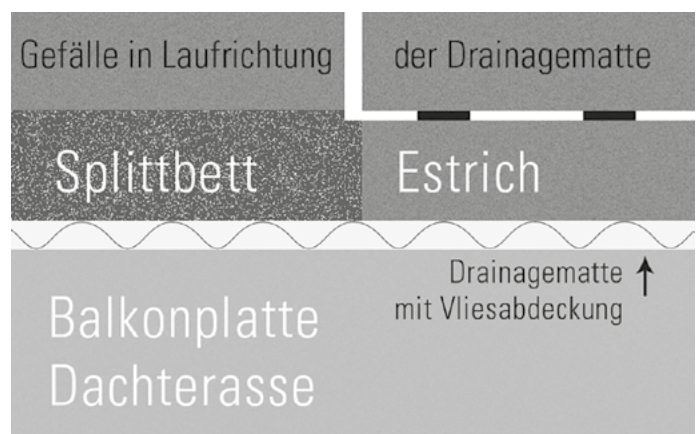 Gefälle in Laufrichtung der Drainagematte
Splittbett
Estrich
Drainagematte
mit Vliesabdeckung
Balkonplatte
Dachterasse